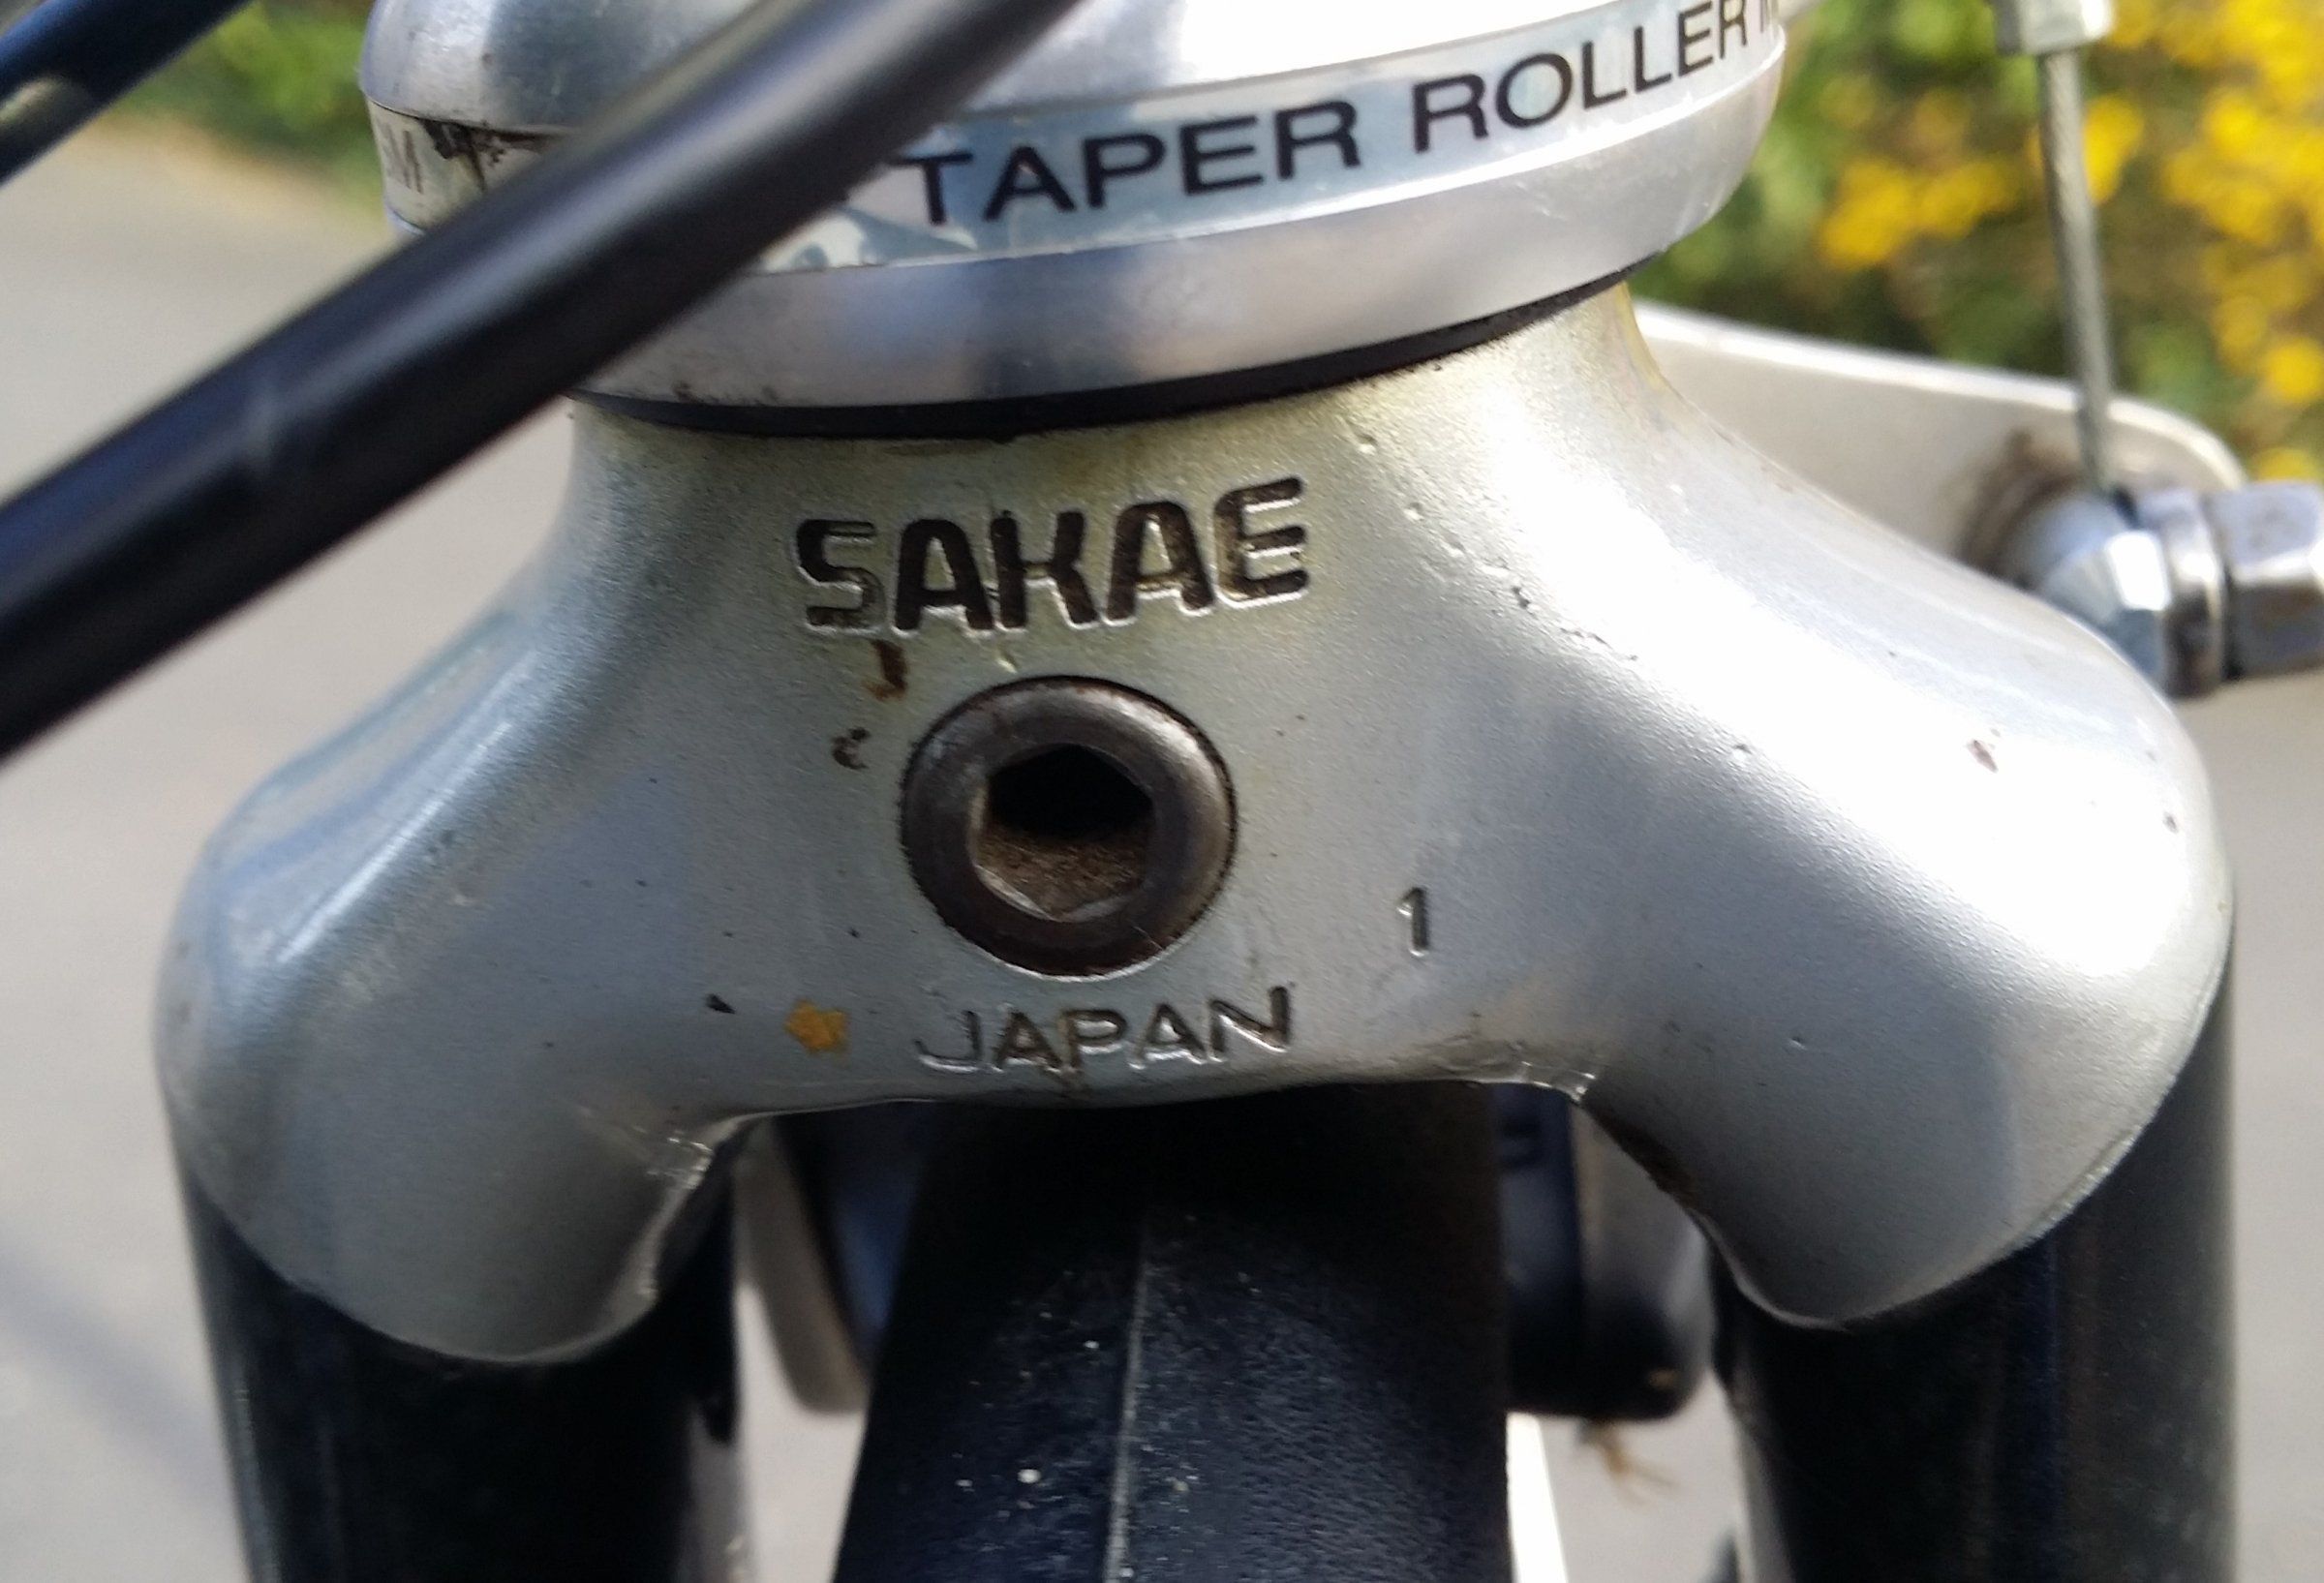 TAPER ROLLER
SAKAE
1
JAPAN